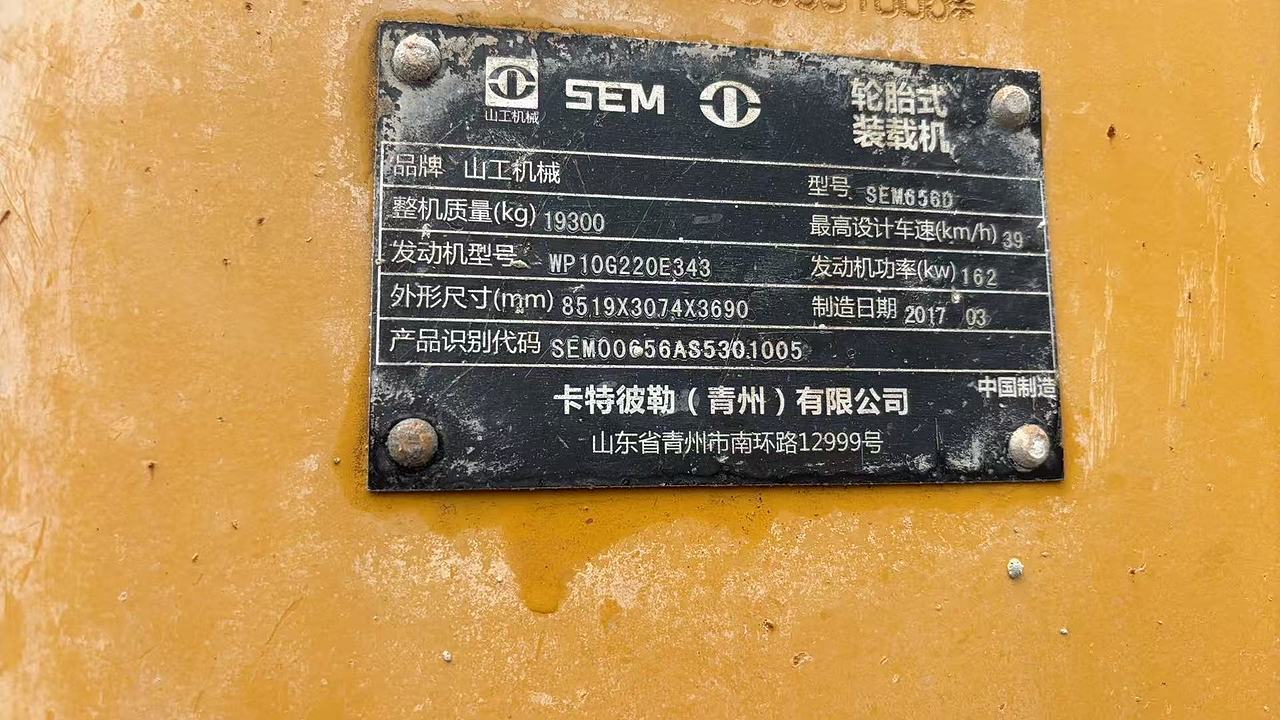 山工机械 SEM 轮胎式
装载机
品牌 山工机械 型号 SEM656D
整机质量(kg) 19300 最高设计车速(km/h) 39
发动机型号 WP10G220E343 发动机功率(kw) 162
外形尺寸(mm) 8519X3074X3690 制造日期 2017 03
产品识别代码 SEM00656AS5301005
卡特彼勒(青州)有限公司 中国制造
山东省青州市南环路12999号